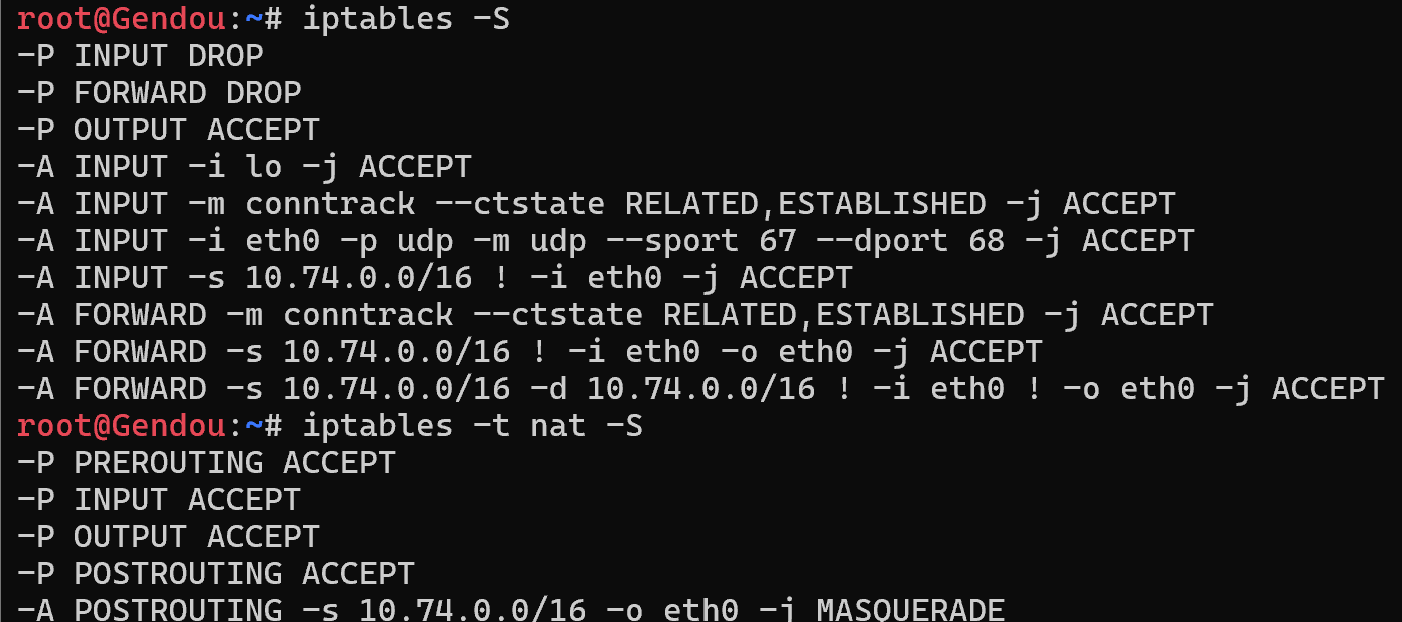 root@Gendou:~# iptables -S
-P INPUT DROP
-P FORWARD DROP
-P OUTPUT ACCEPT
-A INPUT -i lo -j ACCEPT
-A INPUT -m conntrack --ctstate RELATED,ESTABLISHED -j ACCEPT
-A INPUT -i eth0 -p udp -m udp --sport 67 --dport 68 -j ACCEPT
-A INPUT -s 10.74.0.0/16 ! -i eth0 -j ACCEPT
-A FORWARD -m conntrack --ctstate RELATED,ESTABLISHED -j ACCEPT
-A FORWARD -s 10.74.0.0/16 ! -i eth0 -o eth0 -j ACCEPT
-A FORWARD -s 10.74.0.0/16 -d 10.74.0.0/16 ! -i eth0 ! -o eth0 -j ACCEPT
root@Gendou:~# iptables -t nat -S
-P PREROUTING ACCEPT
-P INPUT ACCEPT
-P OUTPUT ACCEPT
-P POSTROUTING ACCEPT
-A POSTROUTING -s 10.74.0.0/16 -o eth0 -j MASQUERADE